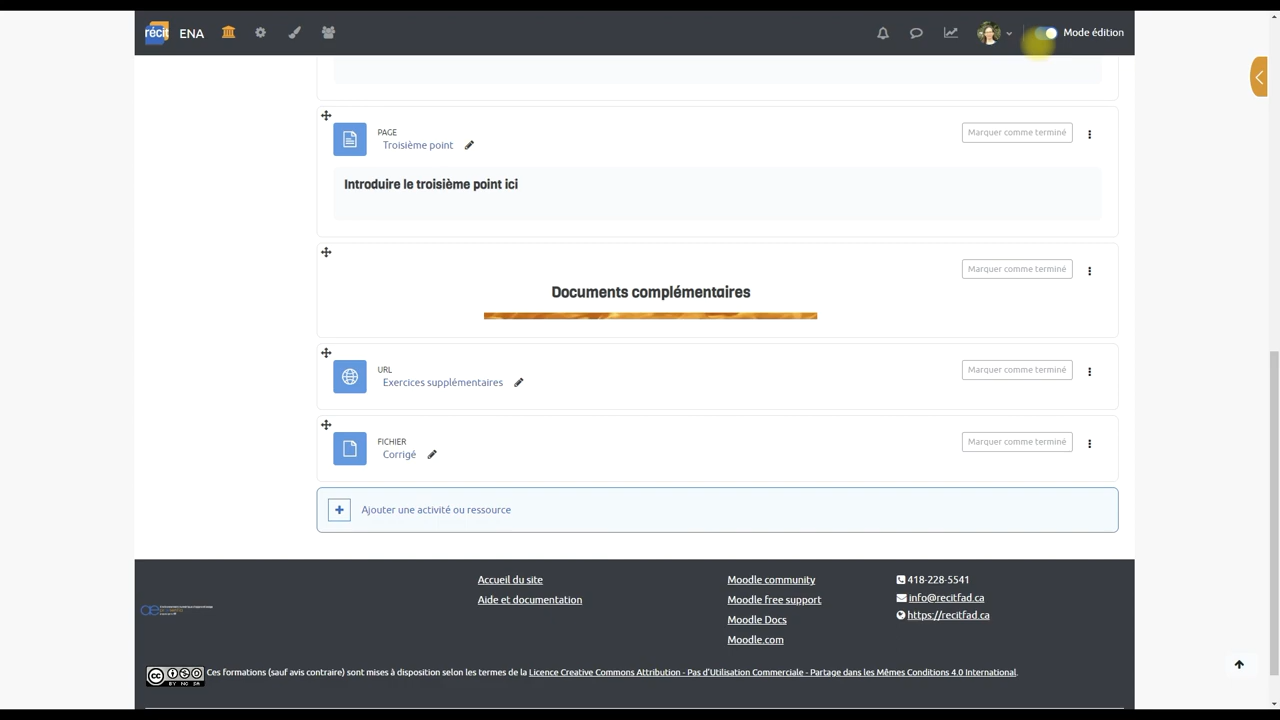 récit ENA Mode édition
PAGE
Troisième point
Marquer comme terminé
Introduire le troisième point ici
Marquer comme terminé
Documents complémentaires
URL
Exercices supplémentaires
Marquer comme terminé
FICHIER
Corrigé
Marquer comme terminé
+ Ajouter une activité ou ressource
Accueil du site
Aide et documentation
Moodle community
Moodle free support
Moodle Docs
Moodle.com
418-228-5541
info@recitfad.ca
https://recitfad.ca
CC BY NC SA
Ces formations (sauf avis contraire) sont mises à disposition selon les termes de la Licence Creative Commons Attribution - Pas d'Utilisation Commerciale - Partage dans les Mêmes Conditions 4.0 International.